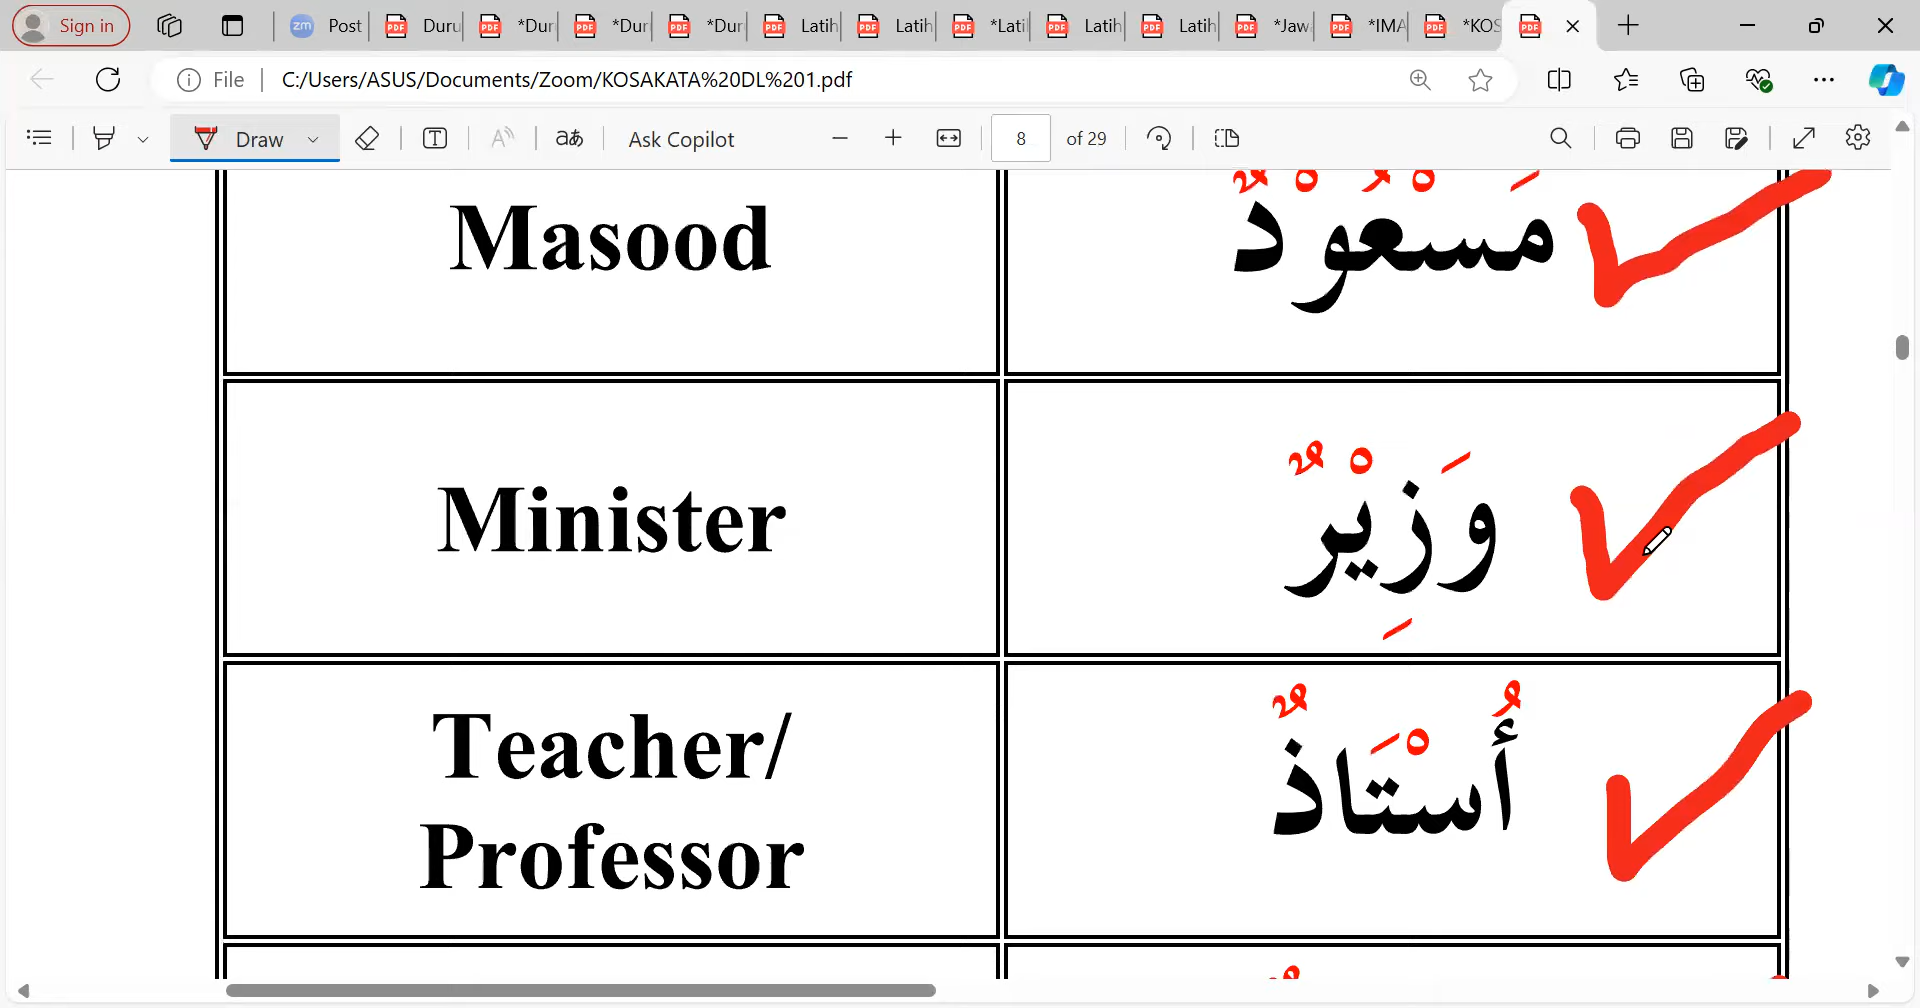 Sign in
Post
Duru
*Dur
*Dur
*Dur
Latih
Latih
*Lati
Latih
Latih
*Jaw
*IMA
*KOS
File
C:/Users/ASUS/Documents/Zoom/KOSAKATA%20DL%201.pdf
Draw
Ask Copilot
8 of 29
Masood
مَسْعُوْدٌ
Minister
وَزِيْرٌ
Teacher/
Professor
أُسْتَاذٌ